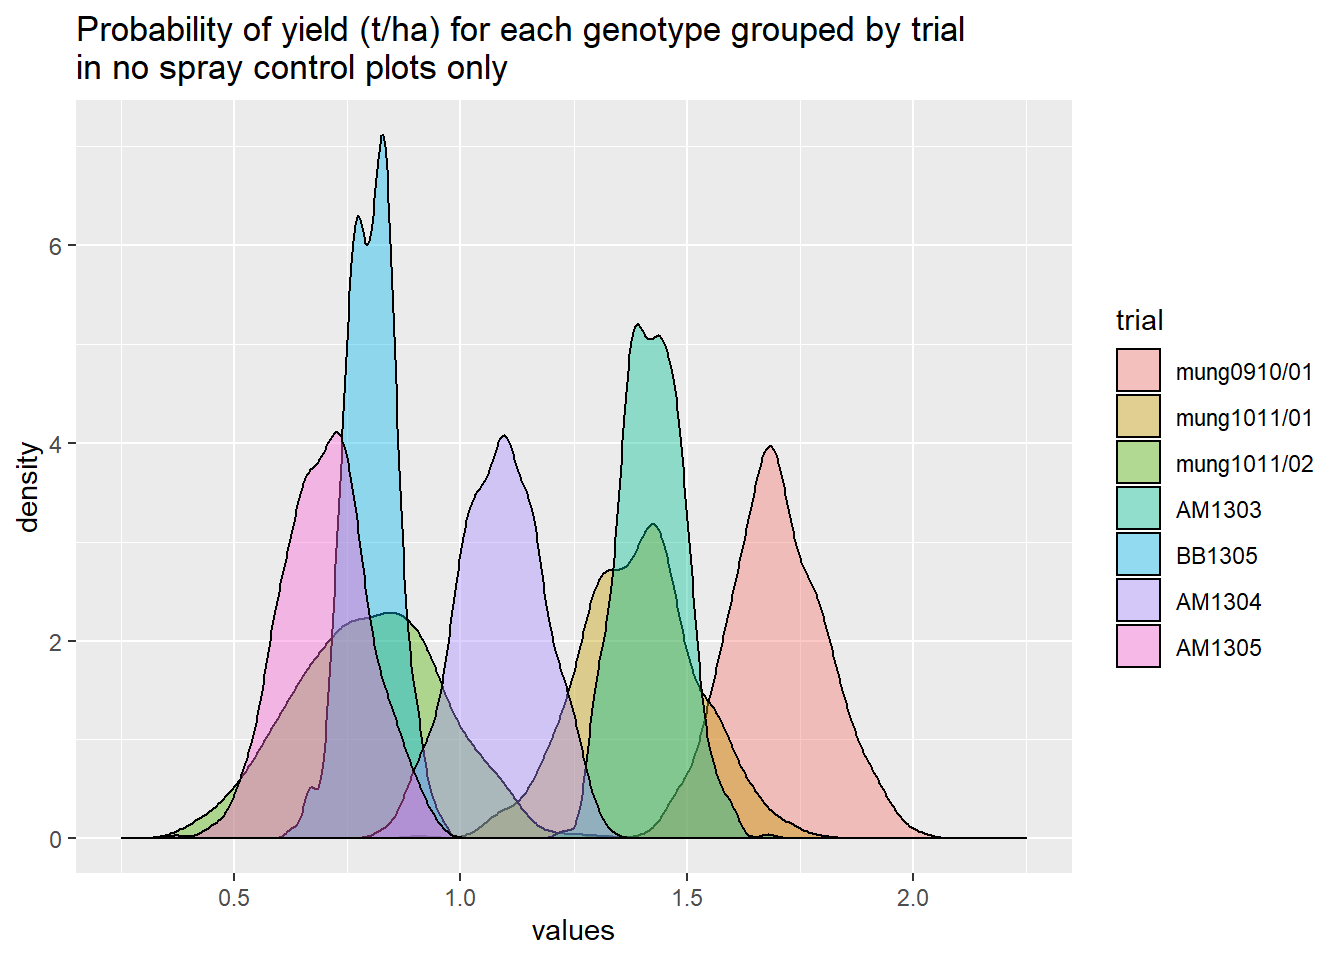 Probability of yield (t/ha) for each genotype grouped by trial
in no spray control plots only
density
6
4
2
0
0.5
1.0
1.5
2.0
values
trial
mung0910/01
mung1011/01
mung1011/02
AM1303
BB1305
AM1304
AM1305